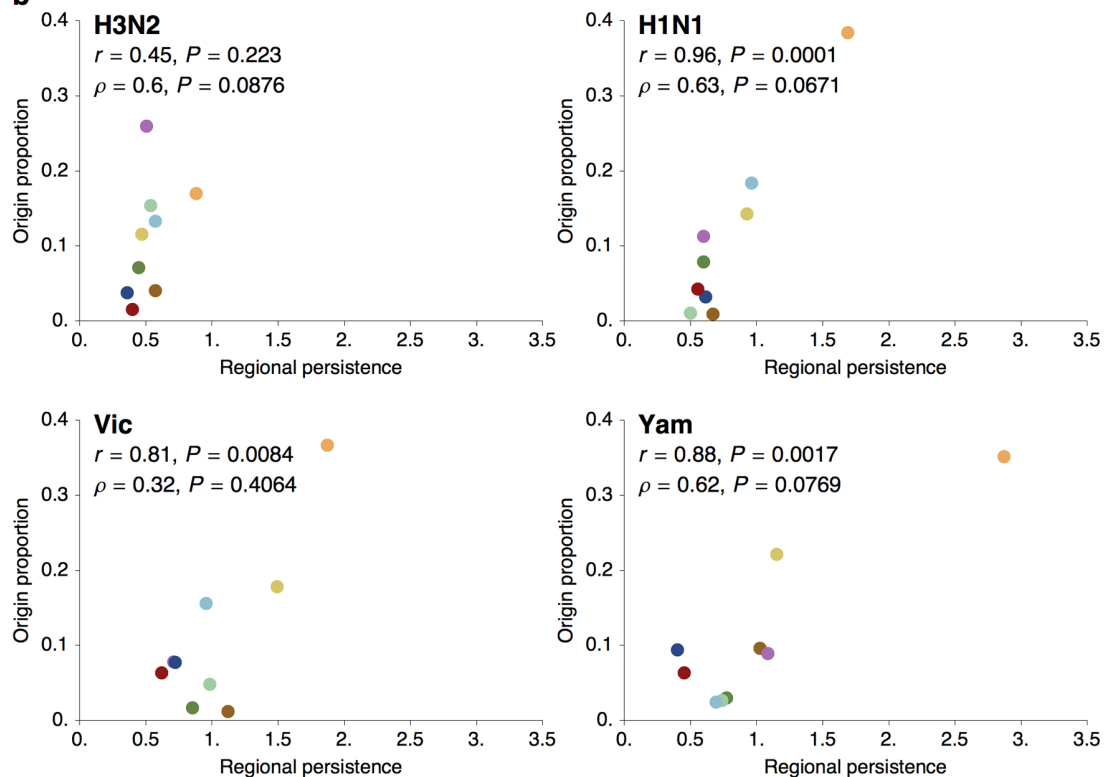 b
H3N2
r = 0.45, P = 0.223
ρ = 0.6, P = 0.0876
0.4
0.3
0.2
0.1
0.
Origin proportion
0. 0.5 1. 1.5 2. 2.5 3. 3.5
Regional persistence
H1N1
r = 0.96, P = 0.0001
ρ = 0.63, P = 0.0671
0.4
0.3
0.2
0.1
0.
Origin proportion
0. 0.5 1. 1.5 2. 2.5 3. 3.5
Regional persistence
Vic
r = 0.81, P = 0.0084
ρ = 0.32, P = 0.4064
0.4
0.3
0.2
0.1
0.
Origin proportion
0. 0.5 1. 1.5 2. 2.5 3. 3.5
Regional persistence
Yam
r = 0.88, P = 0.0017
ρ = 0.62, P = 0.0769
0.4
0.3
0.2
0.1
0.
Origin proportion
0. 0.5 1. 1.5 2. 2.5 3. 3.5
Regional persistence